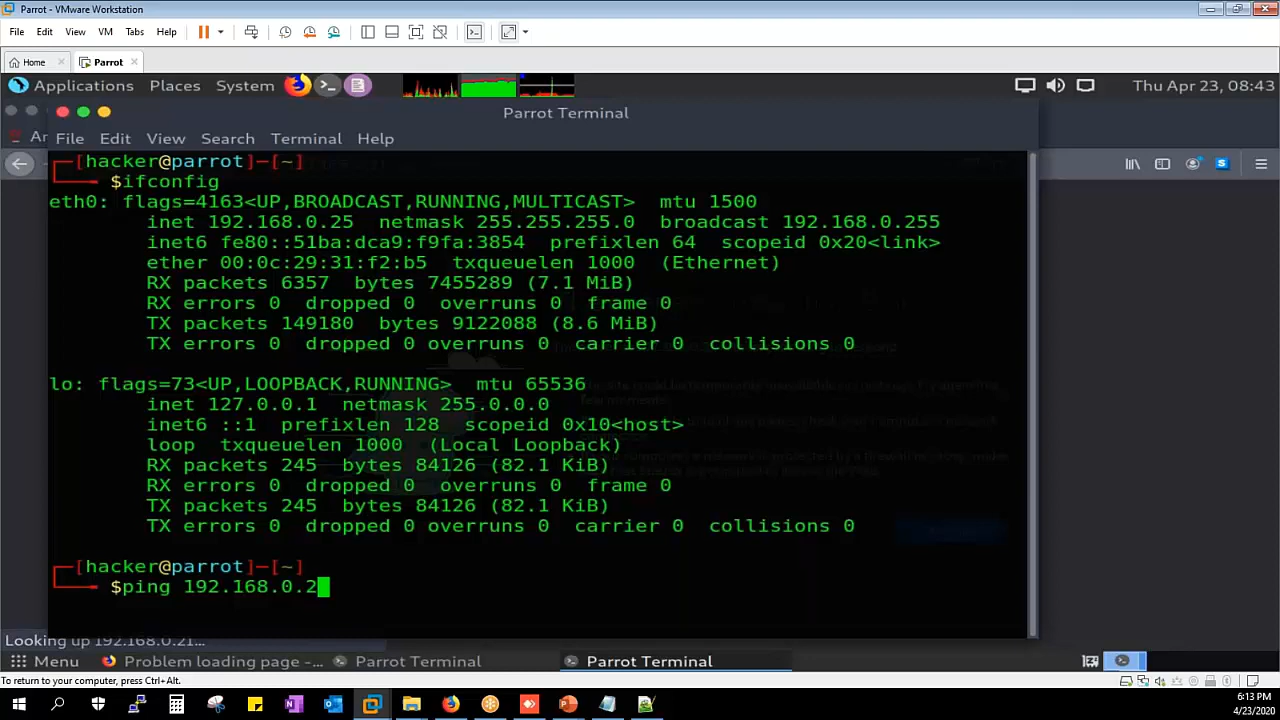 Parrot - VMware Workstation
File Edit View VM Tabs Help
Home Parrot
Applications Places System Thu Apr 23, 08:43
Parrot Terminal
File Edit View Search Terminal Help
[hacker@parrot]─[~]
$ifconfig
eth0: flags=4163<UP,BROADCAST,RUNNING,MULTICAST> mtu 1500
inet 192.168.0.25 netmask 255.255.255.0 broadcast 192.168.0.255
inet6 fe80::51ba:dca9:f9fa:3854 prefixlen 64 scopeid 0x20<link>
ether 00:0c:29:31:f2:b5 txqueuelen 1000 (Ethernet)
RX packets 6357 bytes 7455289 (7.1 MiB)
RX errors 0 dropped 0 overruns 0 frame 0
TX packets 149180 bytes 9122088 (8.6 MiB)
TX errors 0 dropped 0 overruns 0 carrier 0 collisions 0
lo: flags=73<UP,LOOPBACK,RUNNING> mtu 65536
inet 127.0.0.1 netmask 255.0.0.0
inet6 ::1 prefixlen 128 scopeid 0x10<host>
loop txqueuelen 1000 (Local Loopback)
RX packets 245 bytes 84126 (82.1 KiB)
RX errors 0 dropped 0 overruns 0 frame 0
TX packets 245 bytes 84126 (82.1 KiB)
TX errors 0 dropped 0 overruns 0 carrier 0 collisions 0
[hacker@parrot]─[~]
$ping 192.168.0.2
Looking up 192.168.0.21...
Menu Problem loading page -... Parrot Terminal Parrot Terminal
To return to your computer, press Ctrl+Alt.
6:13 PM
4/23/2020